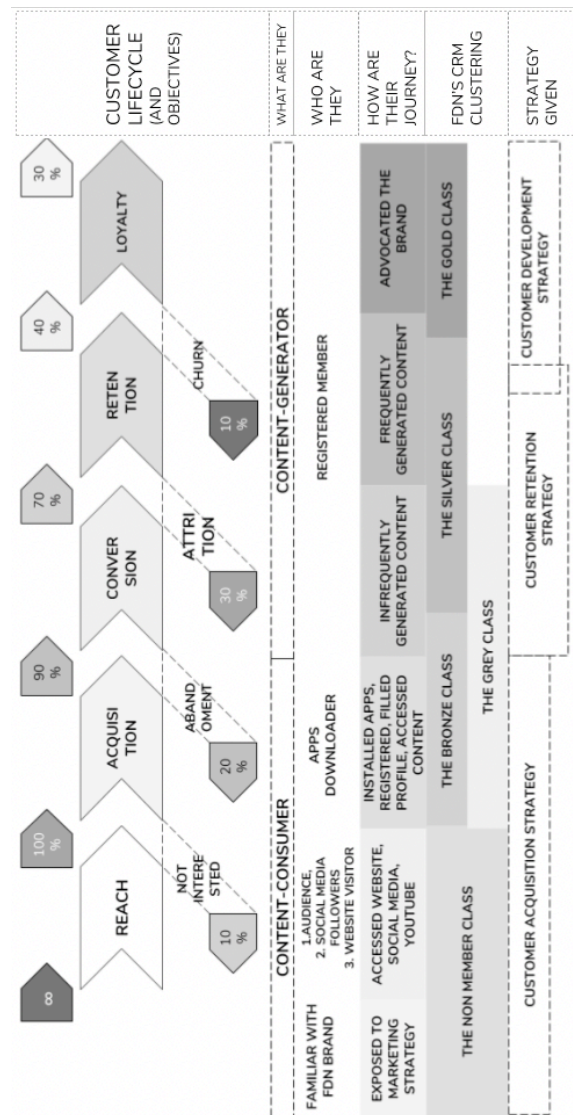 ∞
100
%
90
%
70
%
40
%
30
%
REACH
ACQUISI
TION
CONVER
SION
RETEN
TION
LOYALTY
CUSTOMER
LIFECYCLE
(AND
OBJECTIVES)
NOT
INTERE
STED
ABAND
OMENT
ATTRI
TION
CHURN
10
%
20
%
30
%
10
%
CONTENT-CONSUMER
CONTENT-GENERATOR
WHAT ARE THEY
FAMILIAR WITH
FDN BRAND
1.AUDIENCE,
2. SOCIAL MEDIA
FOLLOWERS
3. WEBSITE VISITOR
APPS
DOWNLOADER
REGISTERED MEMBER
WHO ARE
THEY
EXPOSED TO
MARKETING
STRATEGY
ACCESSED WEBSITE,
SOCIAL MEDIA,
YOUTUBE
INSTALLED APPS,
REGISTERED, FILLED
PROFILE, ACCESSED
CONTENT
INFREQUENTLY
GENERATED CONTENT
FREQUENTLY
GENERATED CONTENT
ADVOCATED THE
BRAND
HOW ARE
THEIR
JOURNEY?
THE NON MEMBER CLASS
THE BRONZE CLASS
THE GREY CLASS
THE SILVER CLASS
THE GOLD CLASS
FDN'S CRM
CLUSTERING
CUSTOMER ACQUISITION STRATEGY
CUSTOMER RETENTION
STRATEGY
CUSTOMER DEVELOPMENT
STRATEGY
STRATEGY
GIVEN